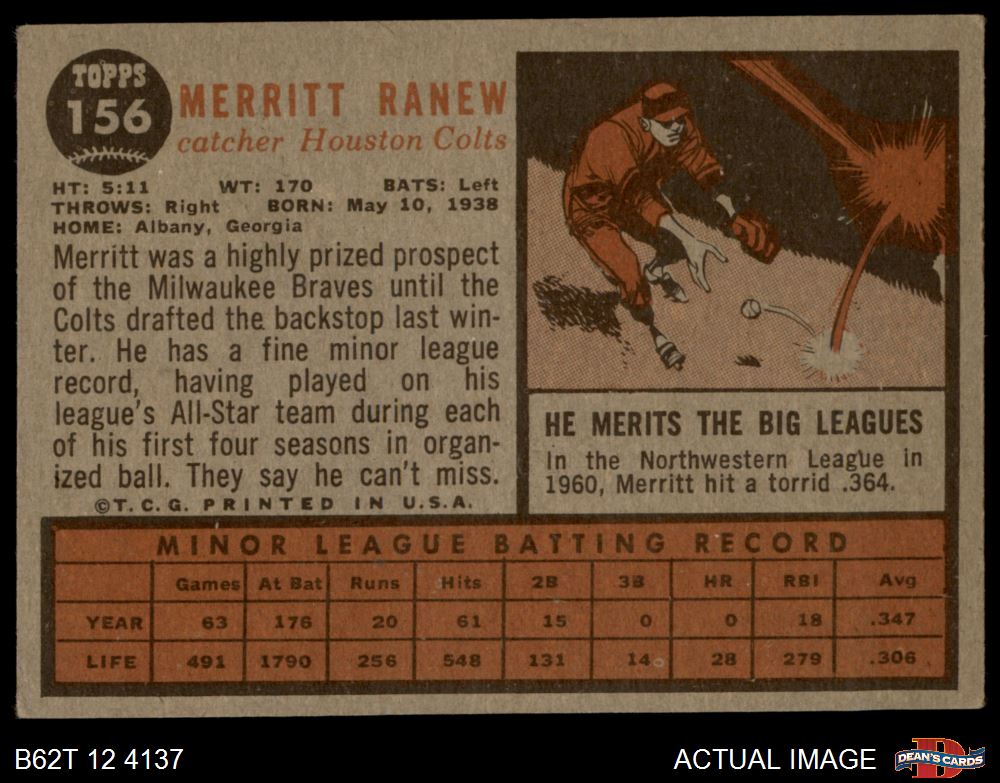 TOPPS
156
MERRITT RANEW
catcher Houston Colts
HT: 5:11 WT: 170 BATS: Left
THROWS: Right BORN: May 10, 1938
HOME: Albany, Georgia
Merritt was a highly prized prospect
of the Milwaukee Braves until the
Colts drafted the backstop last win-
ter. He has a fine minor league
record, having played on his
league's All-Star team during each
of his first four seasons in organ-
ized ball. They say he can't miss.
©T.C.G. PRINTED IN U.S.A.
HE MERITS THE BIG LEAGUES
In the Northwestern League in
1960, Merritt hit a torrid .364.
MINOR LEAGUE BATTING RECORD
Games At Bat Runs Hits 2B 3B HR RBI Avg
YEAR 63 176 20 61 15 0 0 18 .347
LIFE 491 1790 256 548 131 14 28 279 .306
B62T 12 4137
ACTUAL IMAGE
D
DEAN'S CARDS